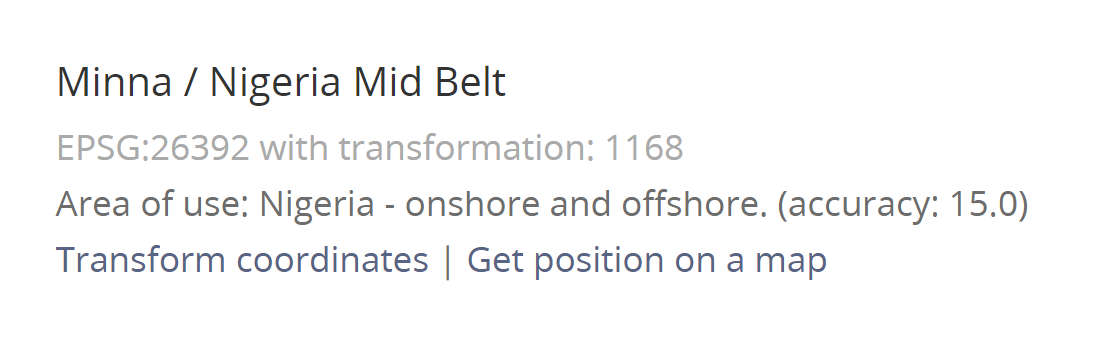 Minna / Nigeria Mid Belt
EPSG:26392 with transformation: 1168
Area of use: Nigeria - onshore and offshore. (accuracy: 15.0)
Transform coordinates | Get position on a map